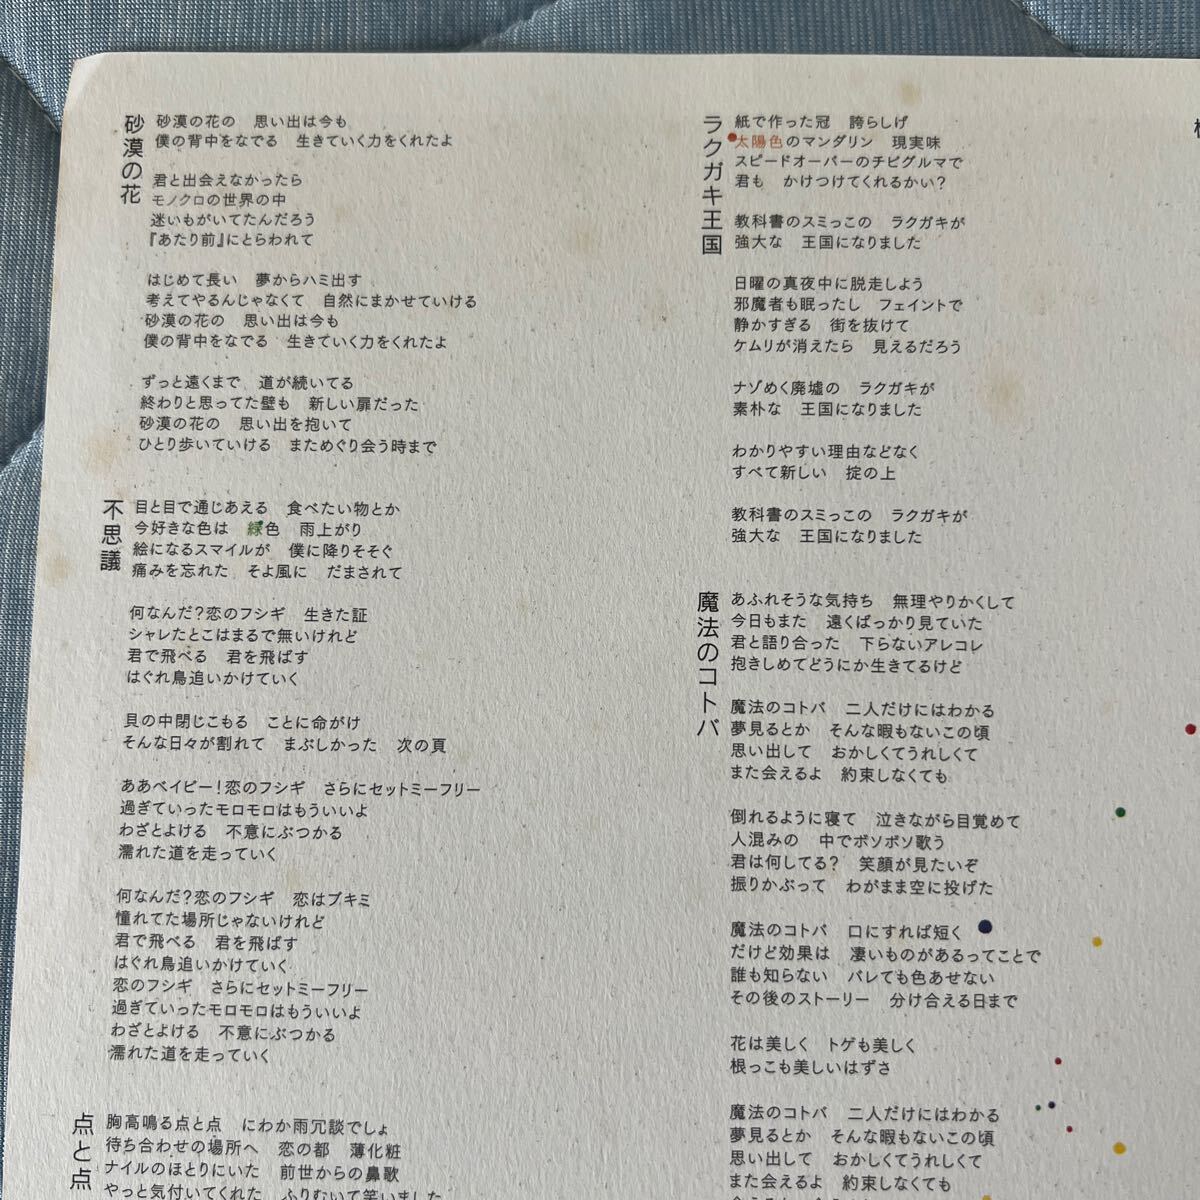 砂漠の花
砂漠の花の　思い出は今も
僕の背中をなでる　生きていく力をくれたよ

君と出会えなかったら
モノクロの世界の中
迷いもがいてたんだろう
『あたり前』にとらわれて

はじめて長い　夢からハミ出す
考えてやるんじゃなくて　自然にまかせていける
砂漠の花の　思い出は今も
僕の背中をなでる　生きていく力をくれたよ

ずっと遠くまで　道が続いてる
終わりと思ってた壁も　新しい扉だった
砂漠の花の　思い出を抱いて
ひとり歩いていける　まためぐり会う時まで

不思議
目と目で通じあえる　食べたい物とか
今好きな色は　緑色　雨上がり
絵になるスマイルが　僕に降りそそぐ
痛みを忘れた　そよ風に　だまされて

何なんだ？恋のフシギ　生きた証
シャレたとこはまるで無いけれど
君で飛べる　君を飛ばす
はぐれ鳥追いかけていく

貝の中閉じこもる　ことに命がけ
そんな日々が割れて　まぶしかった　次の頁

ああベイビー！恋のフシギ　さらにセットミーフリー
過ぎていったモロモロはもういいよ
わざとよける　不意にぶつかる
濡れた道を走っていく

何なんだ？恋のフシギ　恋はブキミ
憧れてた場所じゃないけれど
君で飛べる　君を飛ばす
はぐれ鳥追いかけていく
恋のフシギ　さらにセットミーフリー
過ぎていったモロモロはもういいよ
わざとよける　不意にぶつかる
濡れた道を走っていく

点と点
胸高鳴る点と点　にわか雨冗談でしょ
待ち合わせの場所へ　恋の都　薄化粧
ナイルのほとりにいた　前世からの鼻歌
やっと気付いてくれた　ふりむいて笑いました

ラクガキ王国
紙で作った冠　誇らしげ
太陽色のマンダリン　現実味
スピードオーバーのチビグルマで
君も　かけつけてくれるかい？

教科書のスミっこの　ラクガキが
強大な　王国になりました

日曜の真夜中に脱走しよう
邪魔者も眠ったし　フェイントで
静かすぎる　街を抜けて
ケムリが消えたら　見えるだろう

ナゾめく廃墟の　ラクガキが
素朴な　王国になりました

わかりやすい理由などなく
すべて新しい　掟の上

教科書のスミっこの　ラクガキが
強大な　王国になりました

魔法のコトバ
あふれそうな気持ち　無理やりかくして
今日もまた　遠くばっかり見ていた
君と語り合った　下らないアレコレ
抱きしめてどうにか生きてるけど

魔法のコトバ　二人だけにはわかる
夢見るとか　そんな暇もないこの頃
思い出して　おかしくてうれしくて
また会えるよ　約束しなくても

倒れるように寝て　泣きながら目覚めて
人混みの　中でボソボソ歌う
君は何してる？　笑顔が見たいぞ
振りかぶって　わがまま空に投げた

魔法のコトバ　口にすれば短く
だけど効果は　凄いものがあるってことで
誰も知らない　バレても色あせない
その後のストーリー　分け合える日まで

花は美しく　トゲも美しく
根っこも美しいはずさ

魔法のコトバ　二人だけにはわかる
夢見るとか　そんな暇もないこの頃
思い出して　おかしくてうれしくて
また会えるよ　約束しなくても